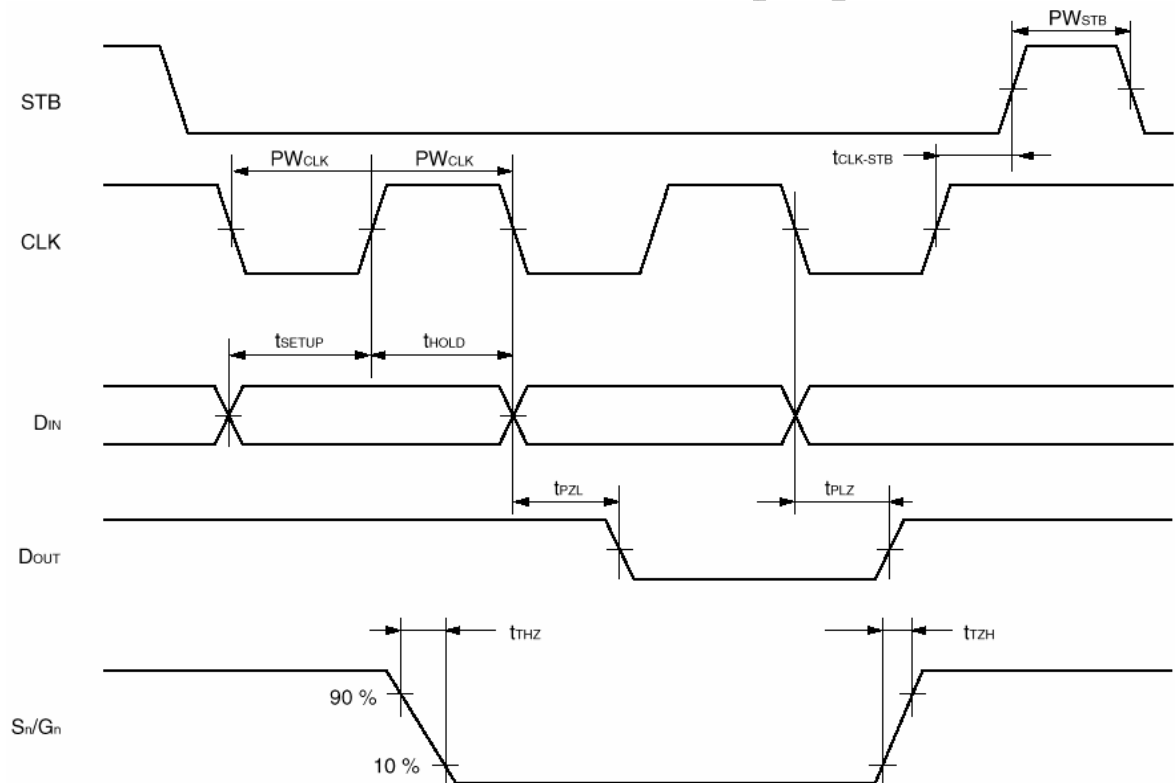 PWSTB
STB
tCLK-STB
PWCLK PWCLK
CLK
tSETUP tHOLD
DIN
tPZL tPLZ
DOUT
tTHZ tTZH
90 %
Sn/Gn
10 %